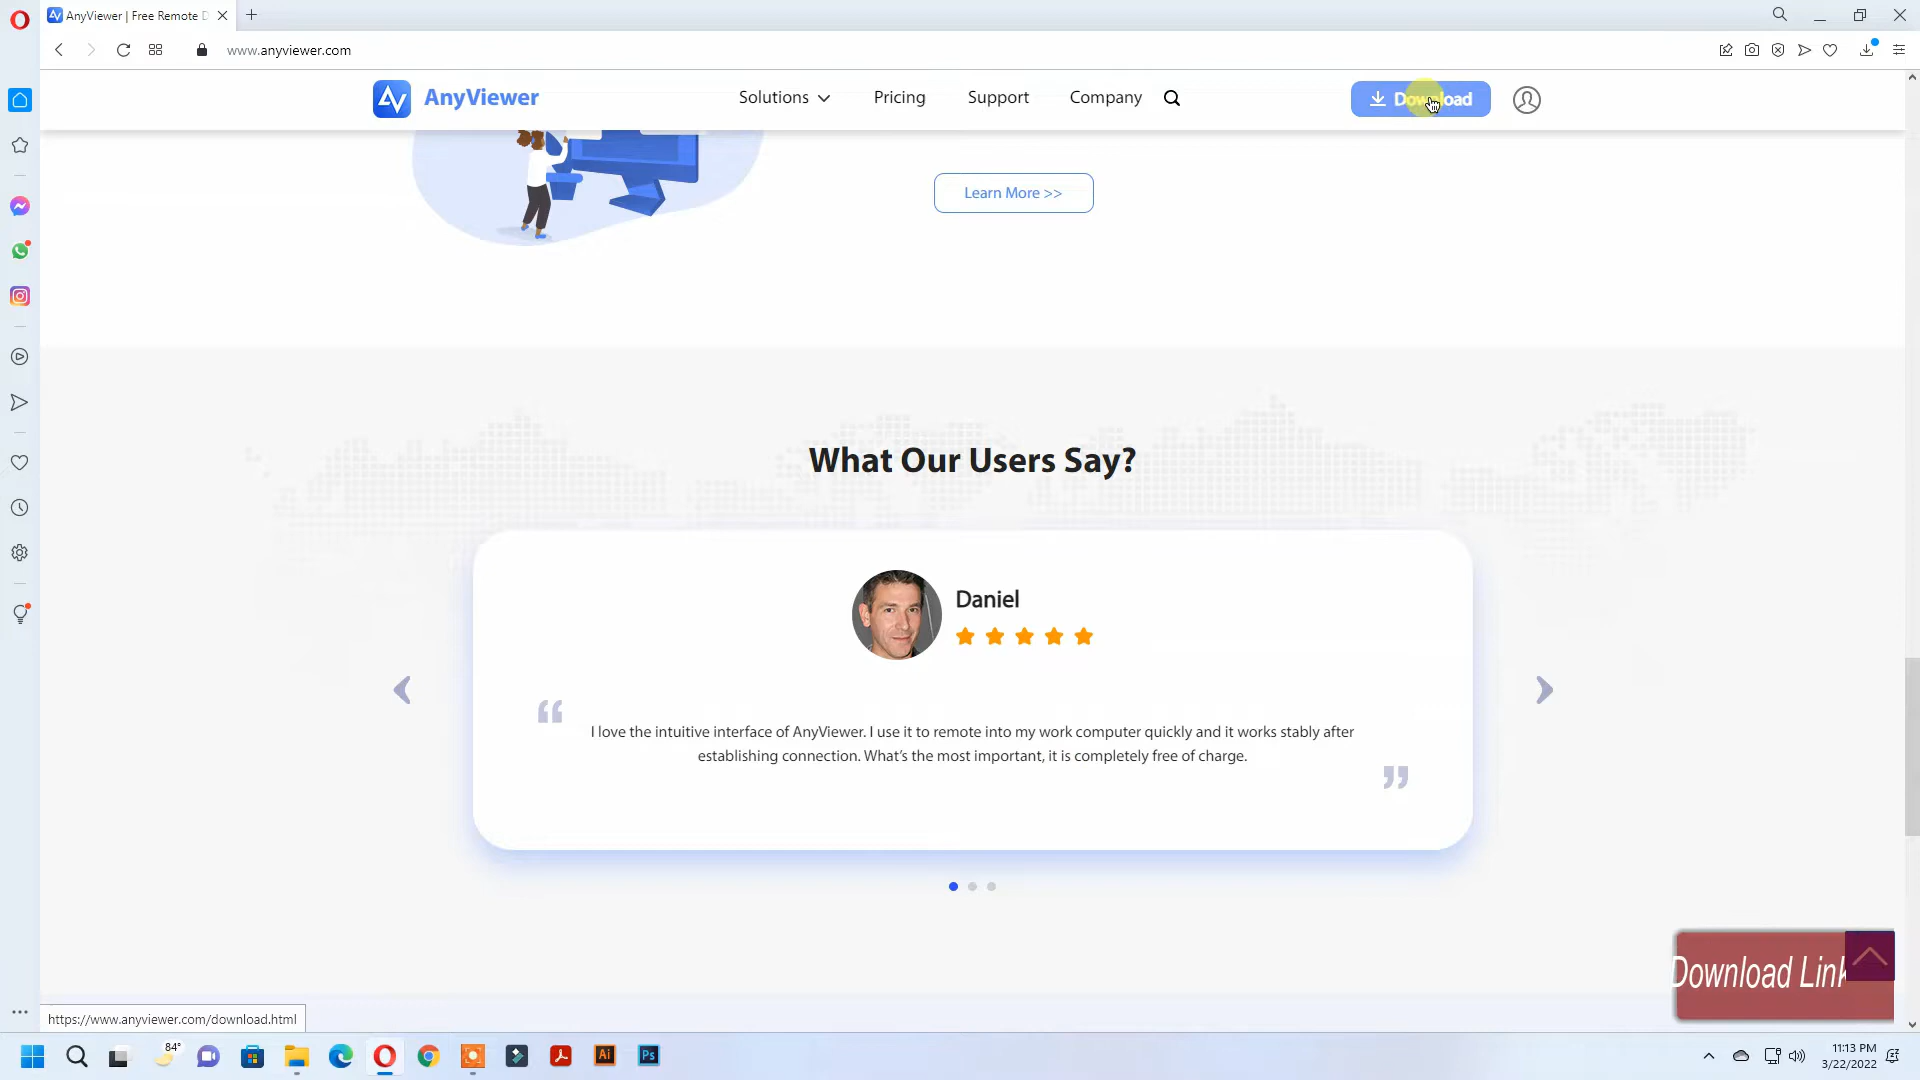 AnyViewer | Free Remote D
www.anyviewer.com
AnyViewer
Solutions
Pricing
Support
Company
Download
Learn More >>
What Our Users Say?
Daniel
I love the intuitive interface of AnyViewer. I use it to remote into my work computer quickly and it works stably after
establishing connection. What's the most important, it is completely free of charge.
Download Link
https://www.anyviewer.com/download.html
84°
Ai
Ps
11:13 PM
3/22/2022